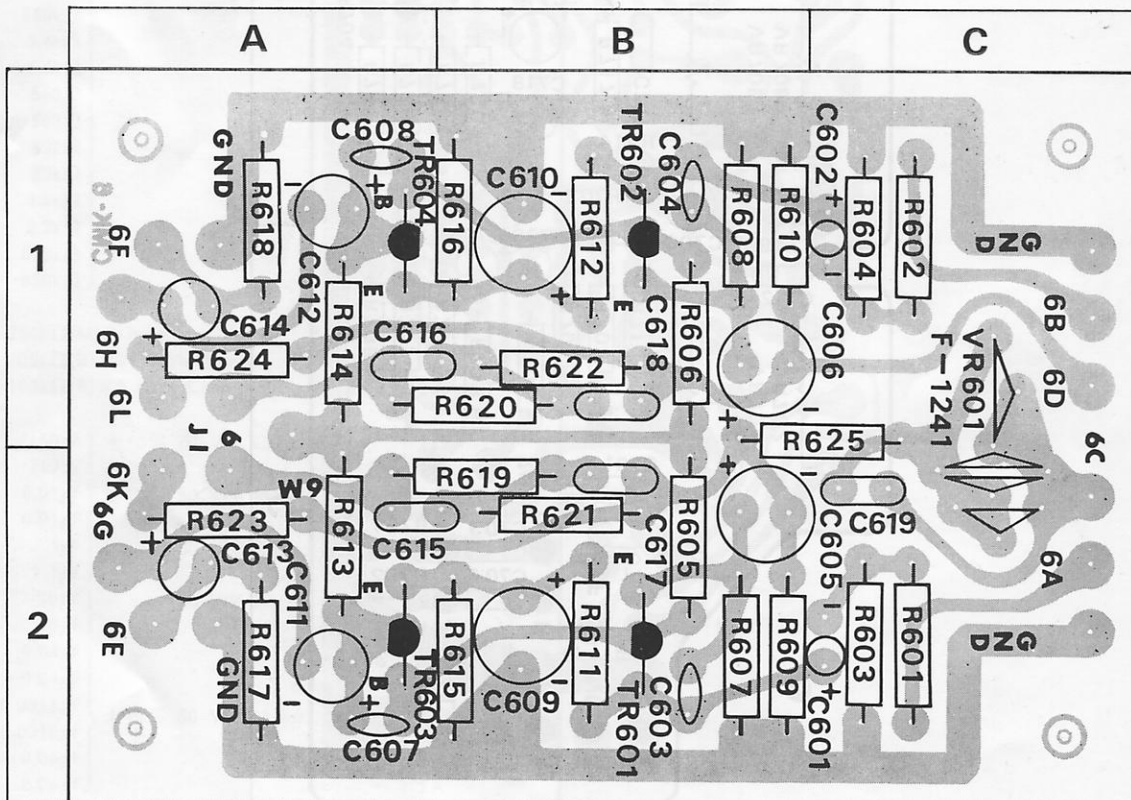 A B C
1
2
GND
R618
C608
+B
TR604
R616
C610
R612
TR602
C604
R608
R610
C602
R604
R602
GND
6F
C612
C614
E
E
6H
R624
R614
C616
R622
C618
R606
C606
VR601
F-1241
6B
6D
6L
R620
R625
6
JI
6C
6K
6G
W9
R619
R623
R613
C615
R621
C617
R605
C605
C619
C613
C611
E
E
6A
6E
R617
GND
B+
C607
TR603
R615
C609
R611
TR601
C603
R607
R609
C601
R603
R601
GND